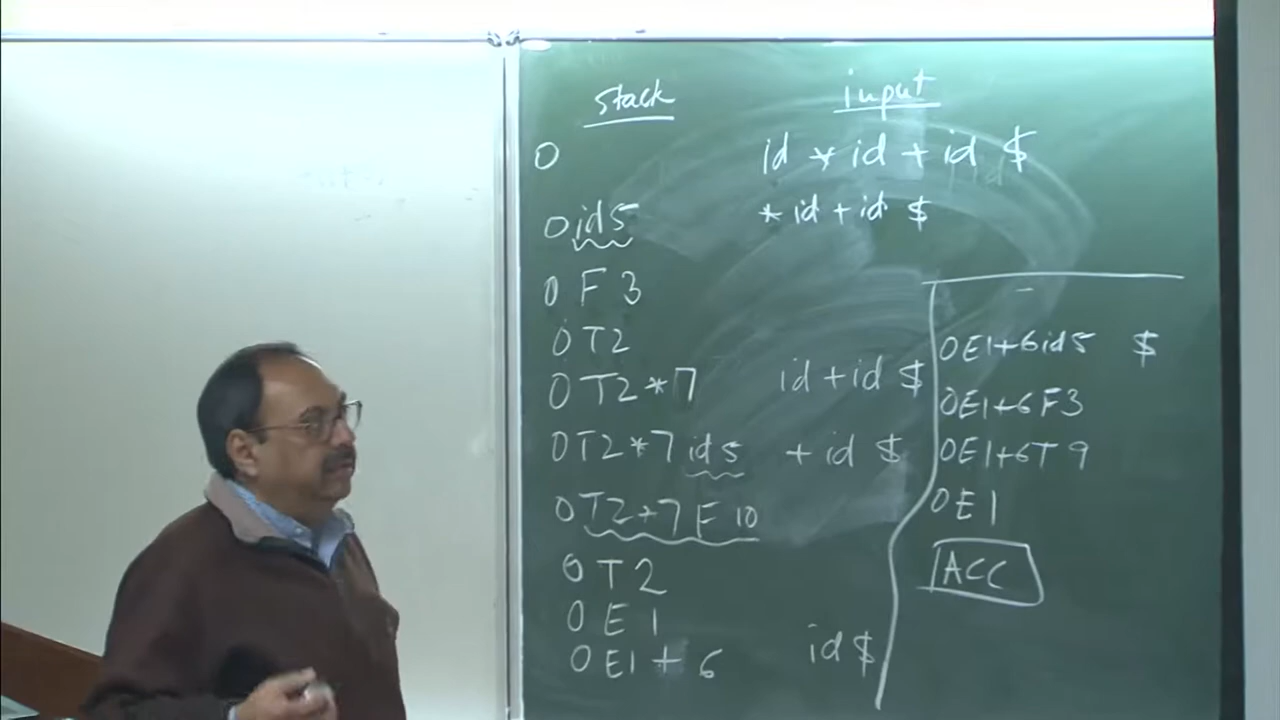 stack input
0 id * id + id $
0 id 5 * id + id $
0 F 3
0 T 2
0 T 2 * 7 id + id $
0 T 2 * 7 id 5 + id $
0 T 2 + 7 F 10
0 T 2
0 E 1
0 E 1 + 6 id $
0 E 1 + 6 id 5 $
0 E 1 + 6 F 3
0 E 1 + 6 T 9
0 E 1
ACC